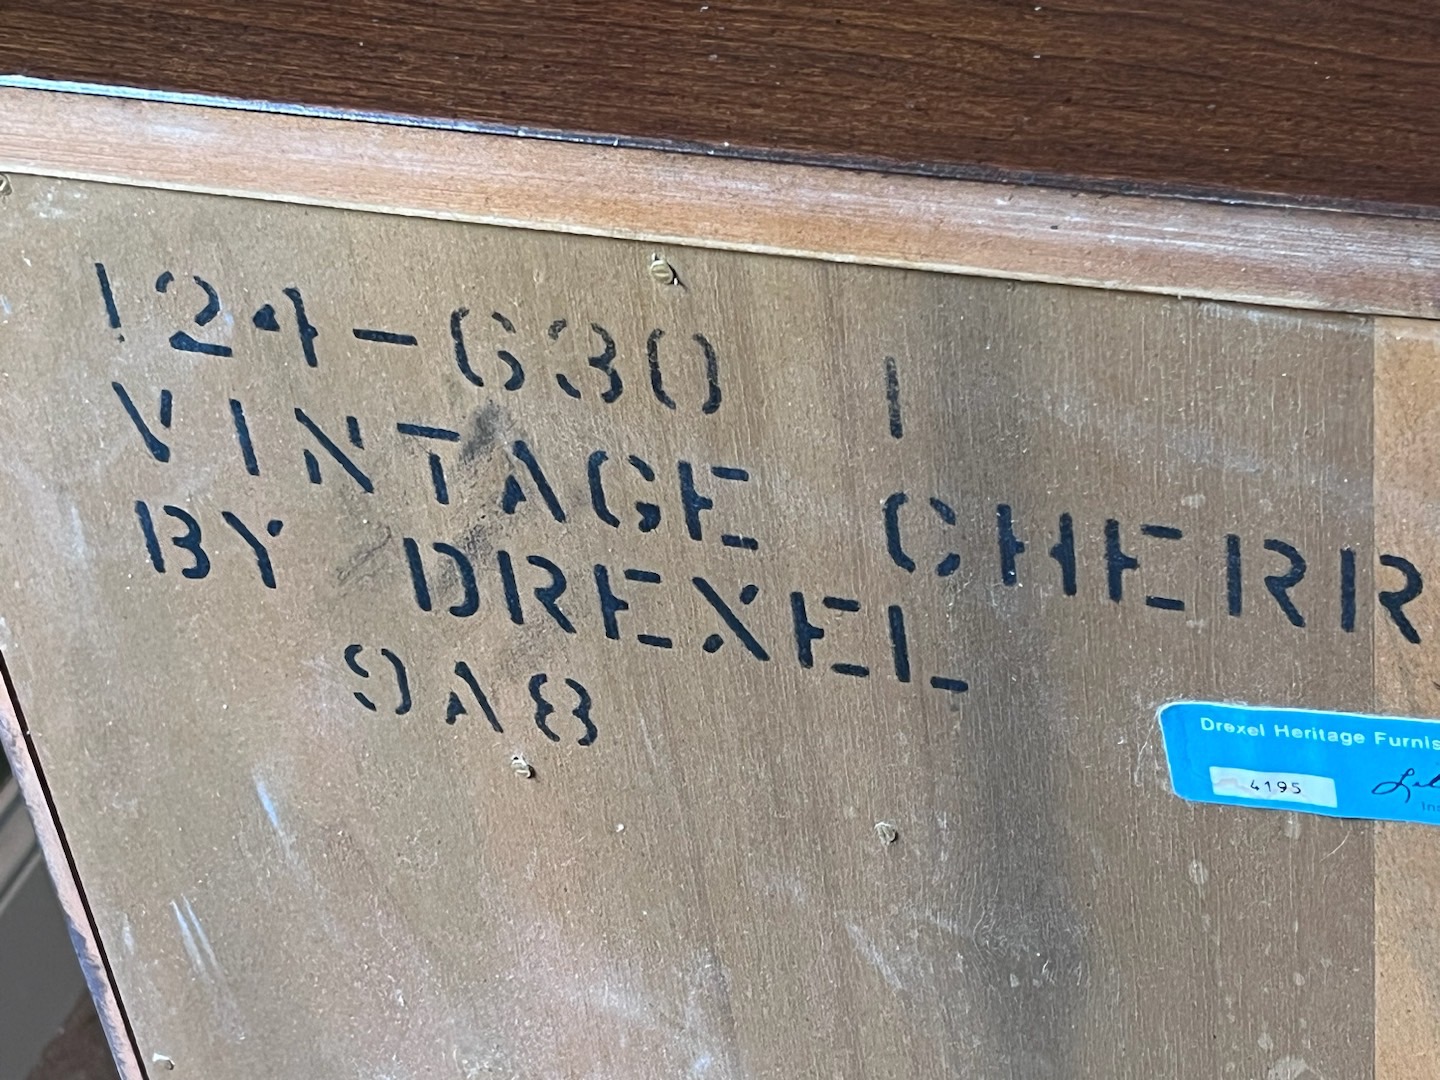 124-630 1
VINTAGE CHERR
BY DREXEL
9A8
Drexel Heritage Furnis
4195